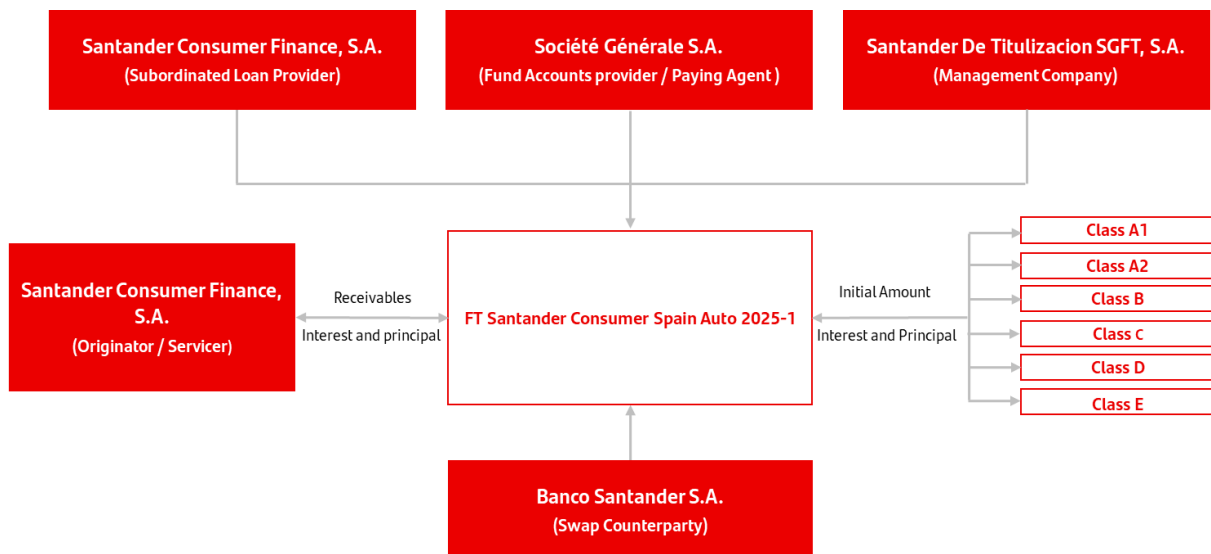 Santander Consumer Finance, S.A.
(Subordinated Loan Provider)
Société Générale S.A.
(Fund Accounts provider / Paying Agent )
Santander De Titulizacion SGFT, S.A.
(Management Company)
Santander Consumer Finance,
S.A.
(Originator / Servicer)
Receivables
Interest and principal
FT Santander Consumer Spain Auto 2025-1
Initial Amount
Interest and Principal
Class A1
Class A2
Class B
Class C
Class D
Class E
Banco Santander S.A.
(Swap Counterparty)